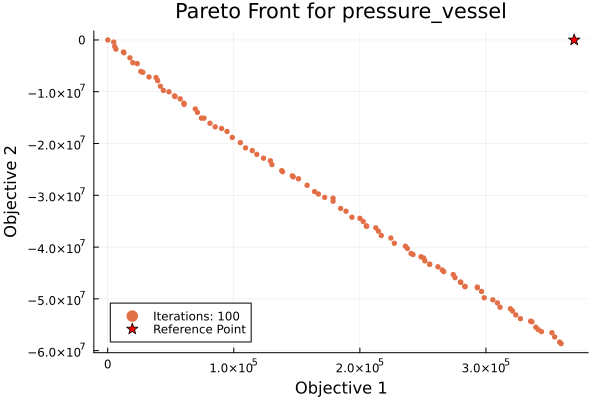 Pareto Front for pressure_vessel
Objective 2
0
−1.0×10⁷
−2.0×10⁷
−3.0×10⁷
−4.0×10⁷
−5.0×10⁷
−6.0×10⁷
Iterations: 100
Reference Point
0 1.0×10⁵ 2.0×10⁵ 3.0×10⁵
Objective 1